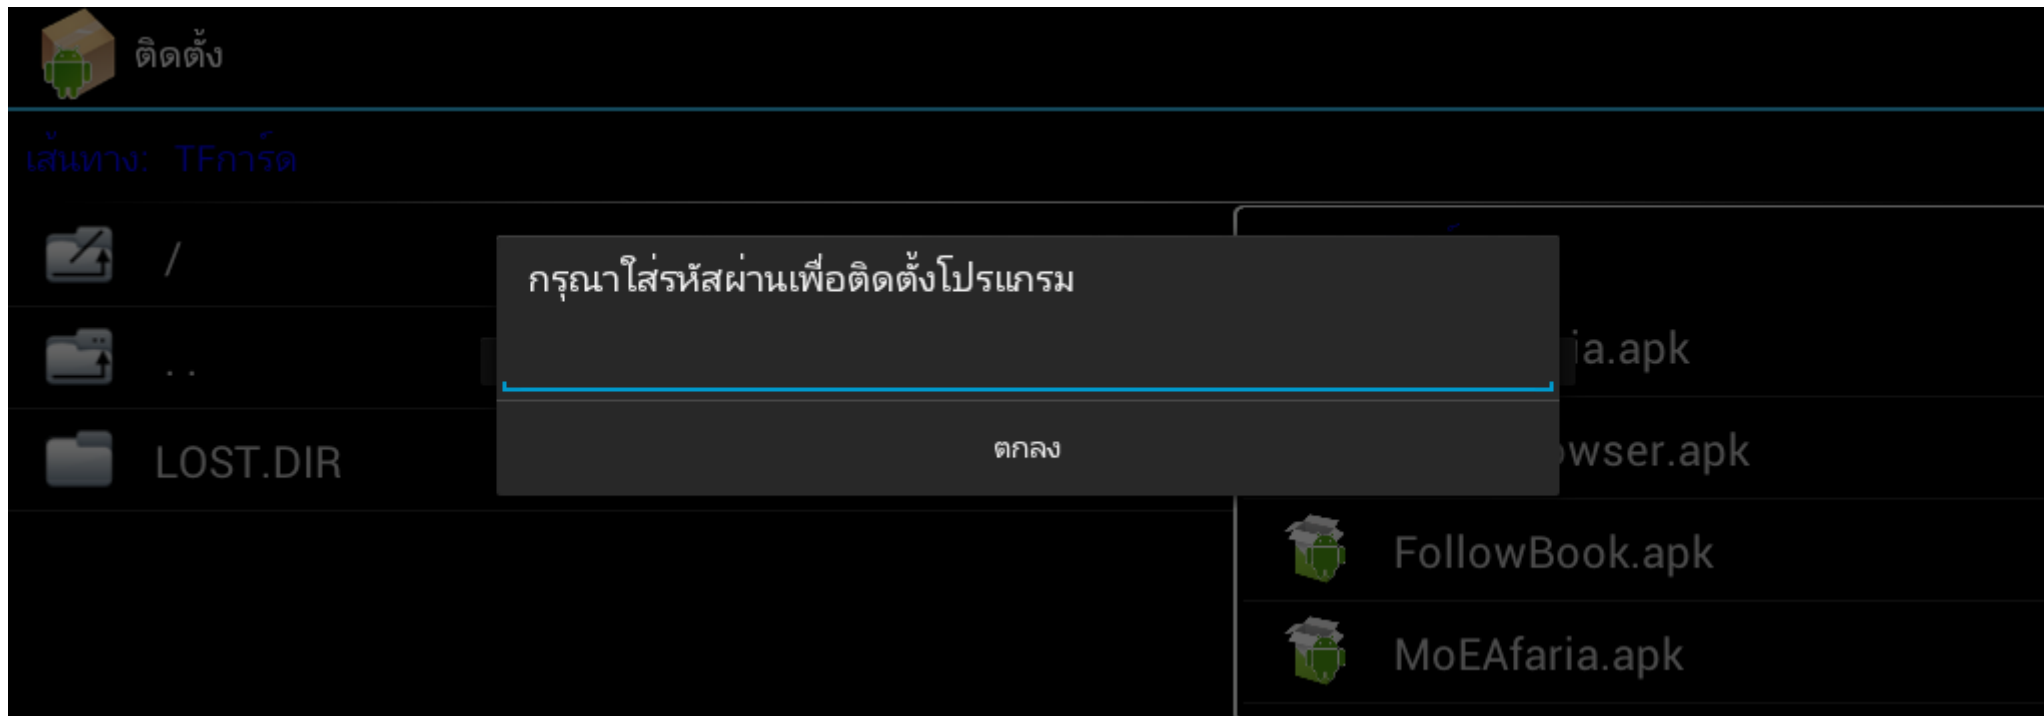 ติดตั้ง
เส้นทาง: TFการ์ด
/
กรุณาใส่รหัสผ่านเพื่อติดตั้งโปรแกรม
..
ia.apk
ตกลง
LOST.DIR
wser.apk
FollowBook.apk
MoEAfaria.apk